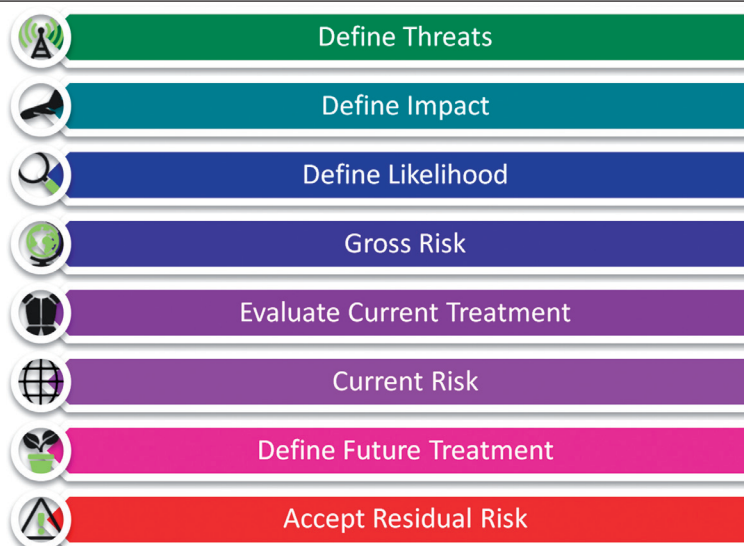 Define Threats
Define Impact
Define Likelihood
Gross Risk
Evaluate Current Treatment
Current Risk
Define Future Treatment
Accept Residual Risk